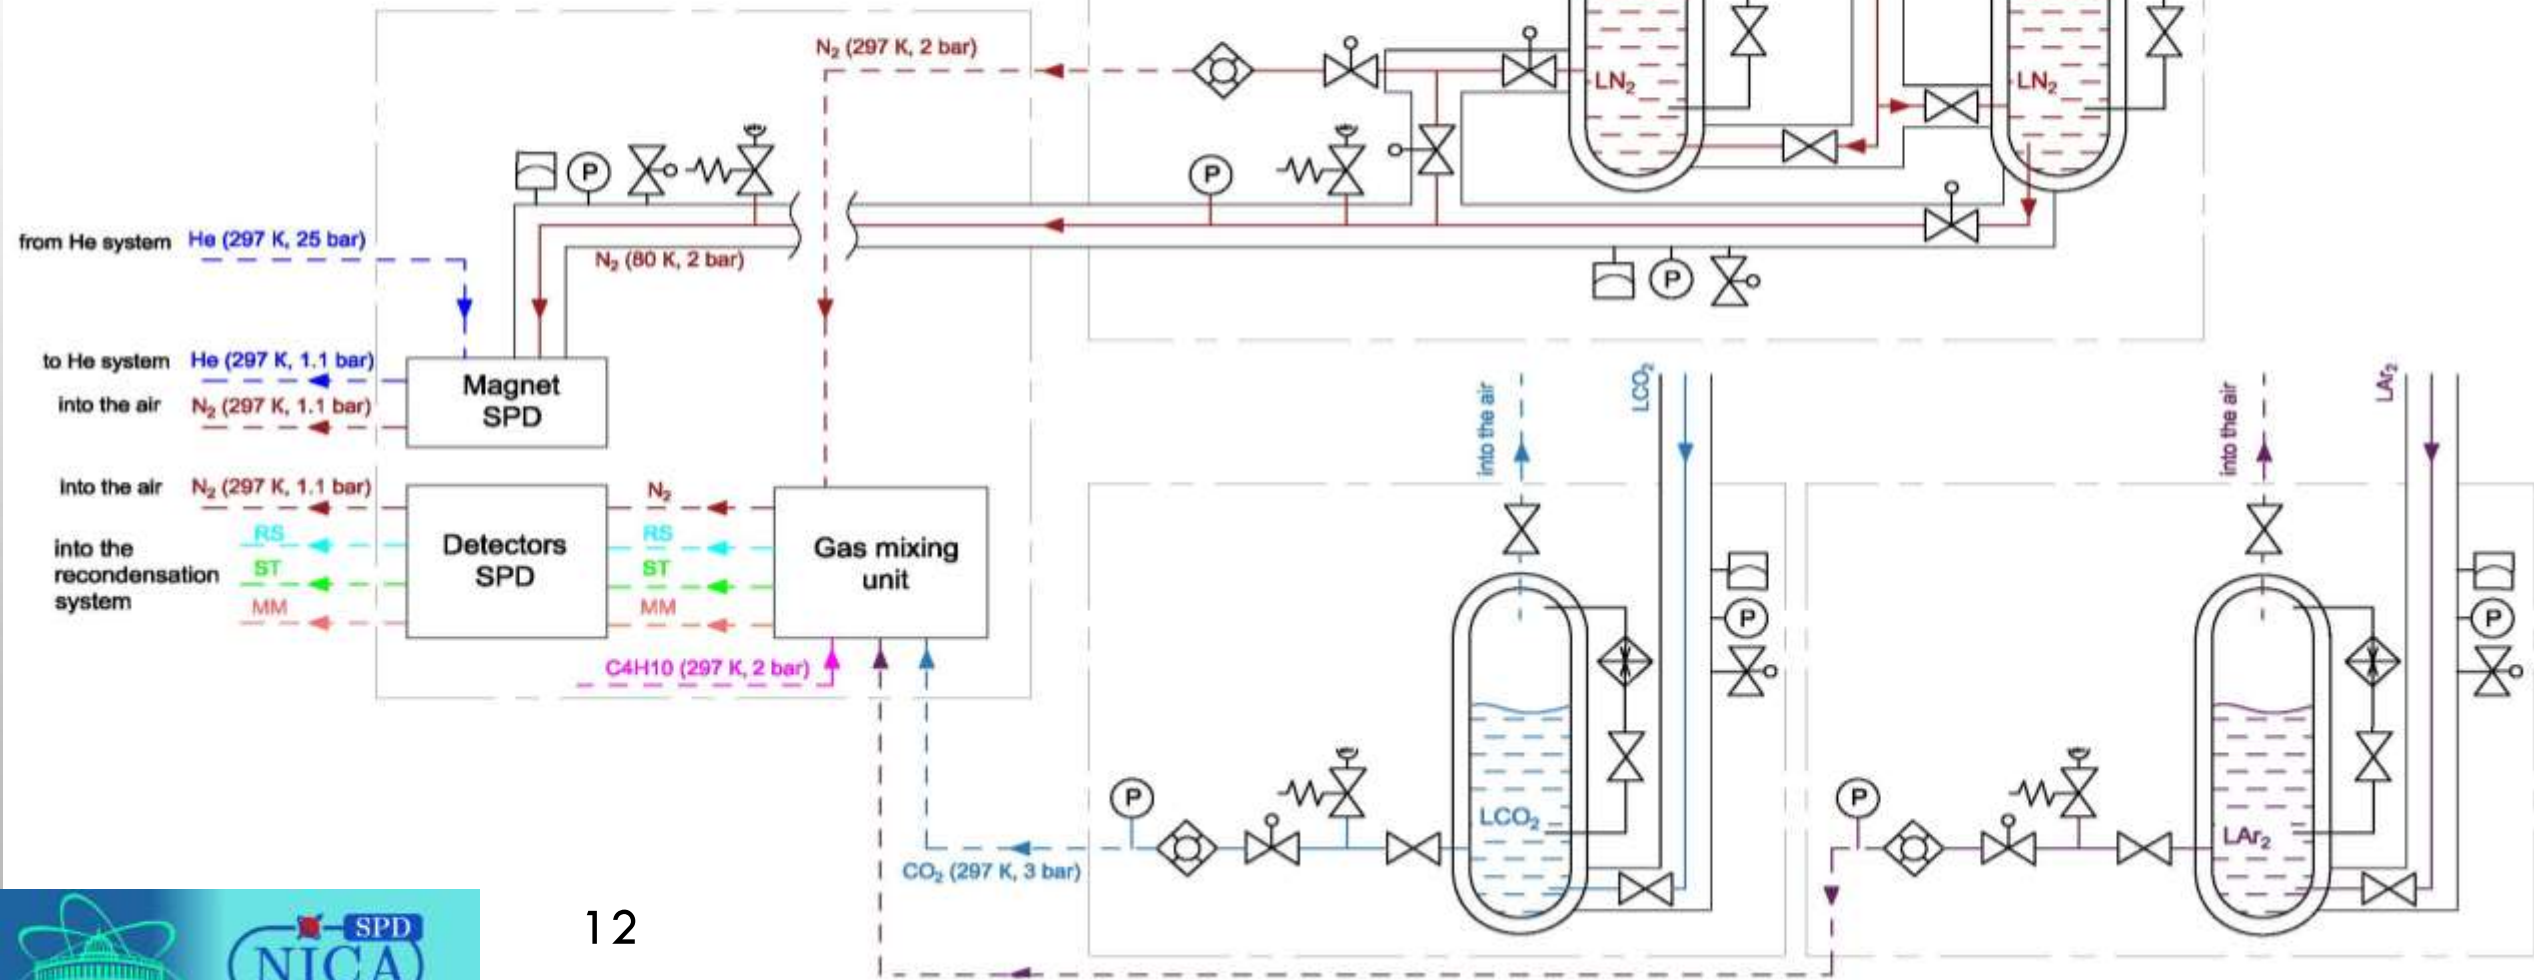 N₂ (297 K, 2 bar)
LN₂
LN₂
P
P
from He system He (297 K, 25 bar)
N₂ (80 K, 2 bar)
P
to He system He (297 K, 1.1 bar)
into the air N₂ (297 K, 1.1 bar)
Magnet
SPD
into the air
LCO₂
into the air
LAr₂
into the air N₂ (297 K, 1.1 bar)
N₂
RS
RS
ST
ST
MM
MM
into the
recondensation
system
Detectors
SPD
Gas mixing
unit
C4H10 (297 K, 2 bar)
P
P
P
P
LCO₂
LAr₂
CO₂ (297 K, 3 bar)
12
SPD
NICA